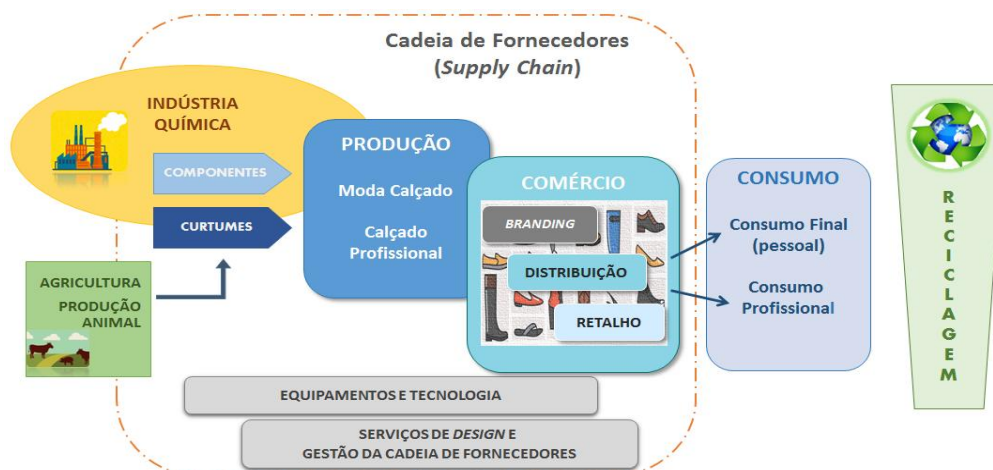 Cadeia de Fornecedores
(Supply Chain)
INDÚSTRIA
QUÍMICA
COMPONENTES
CURTUMES
AGRICULTURA
PRODUÇÃO
ANIMAL
PRODUÇÃO
Moda Calçado
Calçado
Profissional
COMÉRCIO
BRANDING
DISTRIBUIÇÃO
RETALHO
CONSUMO
Consumo Final
(pessoal)
Consumo
Profissional
RECICLAGEM
EQUIPAMENTOS E TECNOLOGIA
SERVIÇOS DE DESIGN E
GESTÃO DA CADEIA DE FORNECEDORES